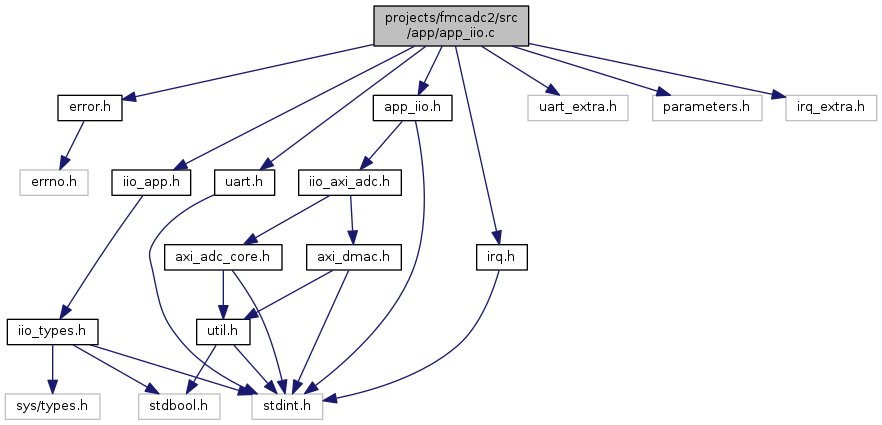 projects/fmcadc2/src
/app/app_iio.c
error.h
app_iio.h
uart_extra.h
parameters.h
irq_extra.h
errno.h
iio_app.h
uart.h
iio_axi_adc.h
axi_adc_core.h
axi_dmac.h
irq.h
iio_types.h
util.h
sys/types.h
stdbool.h
stdint.h